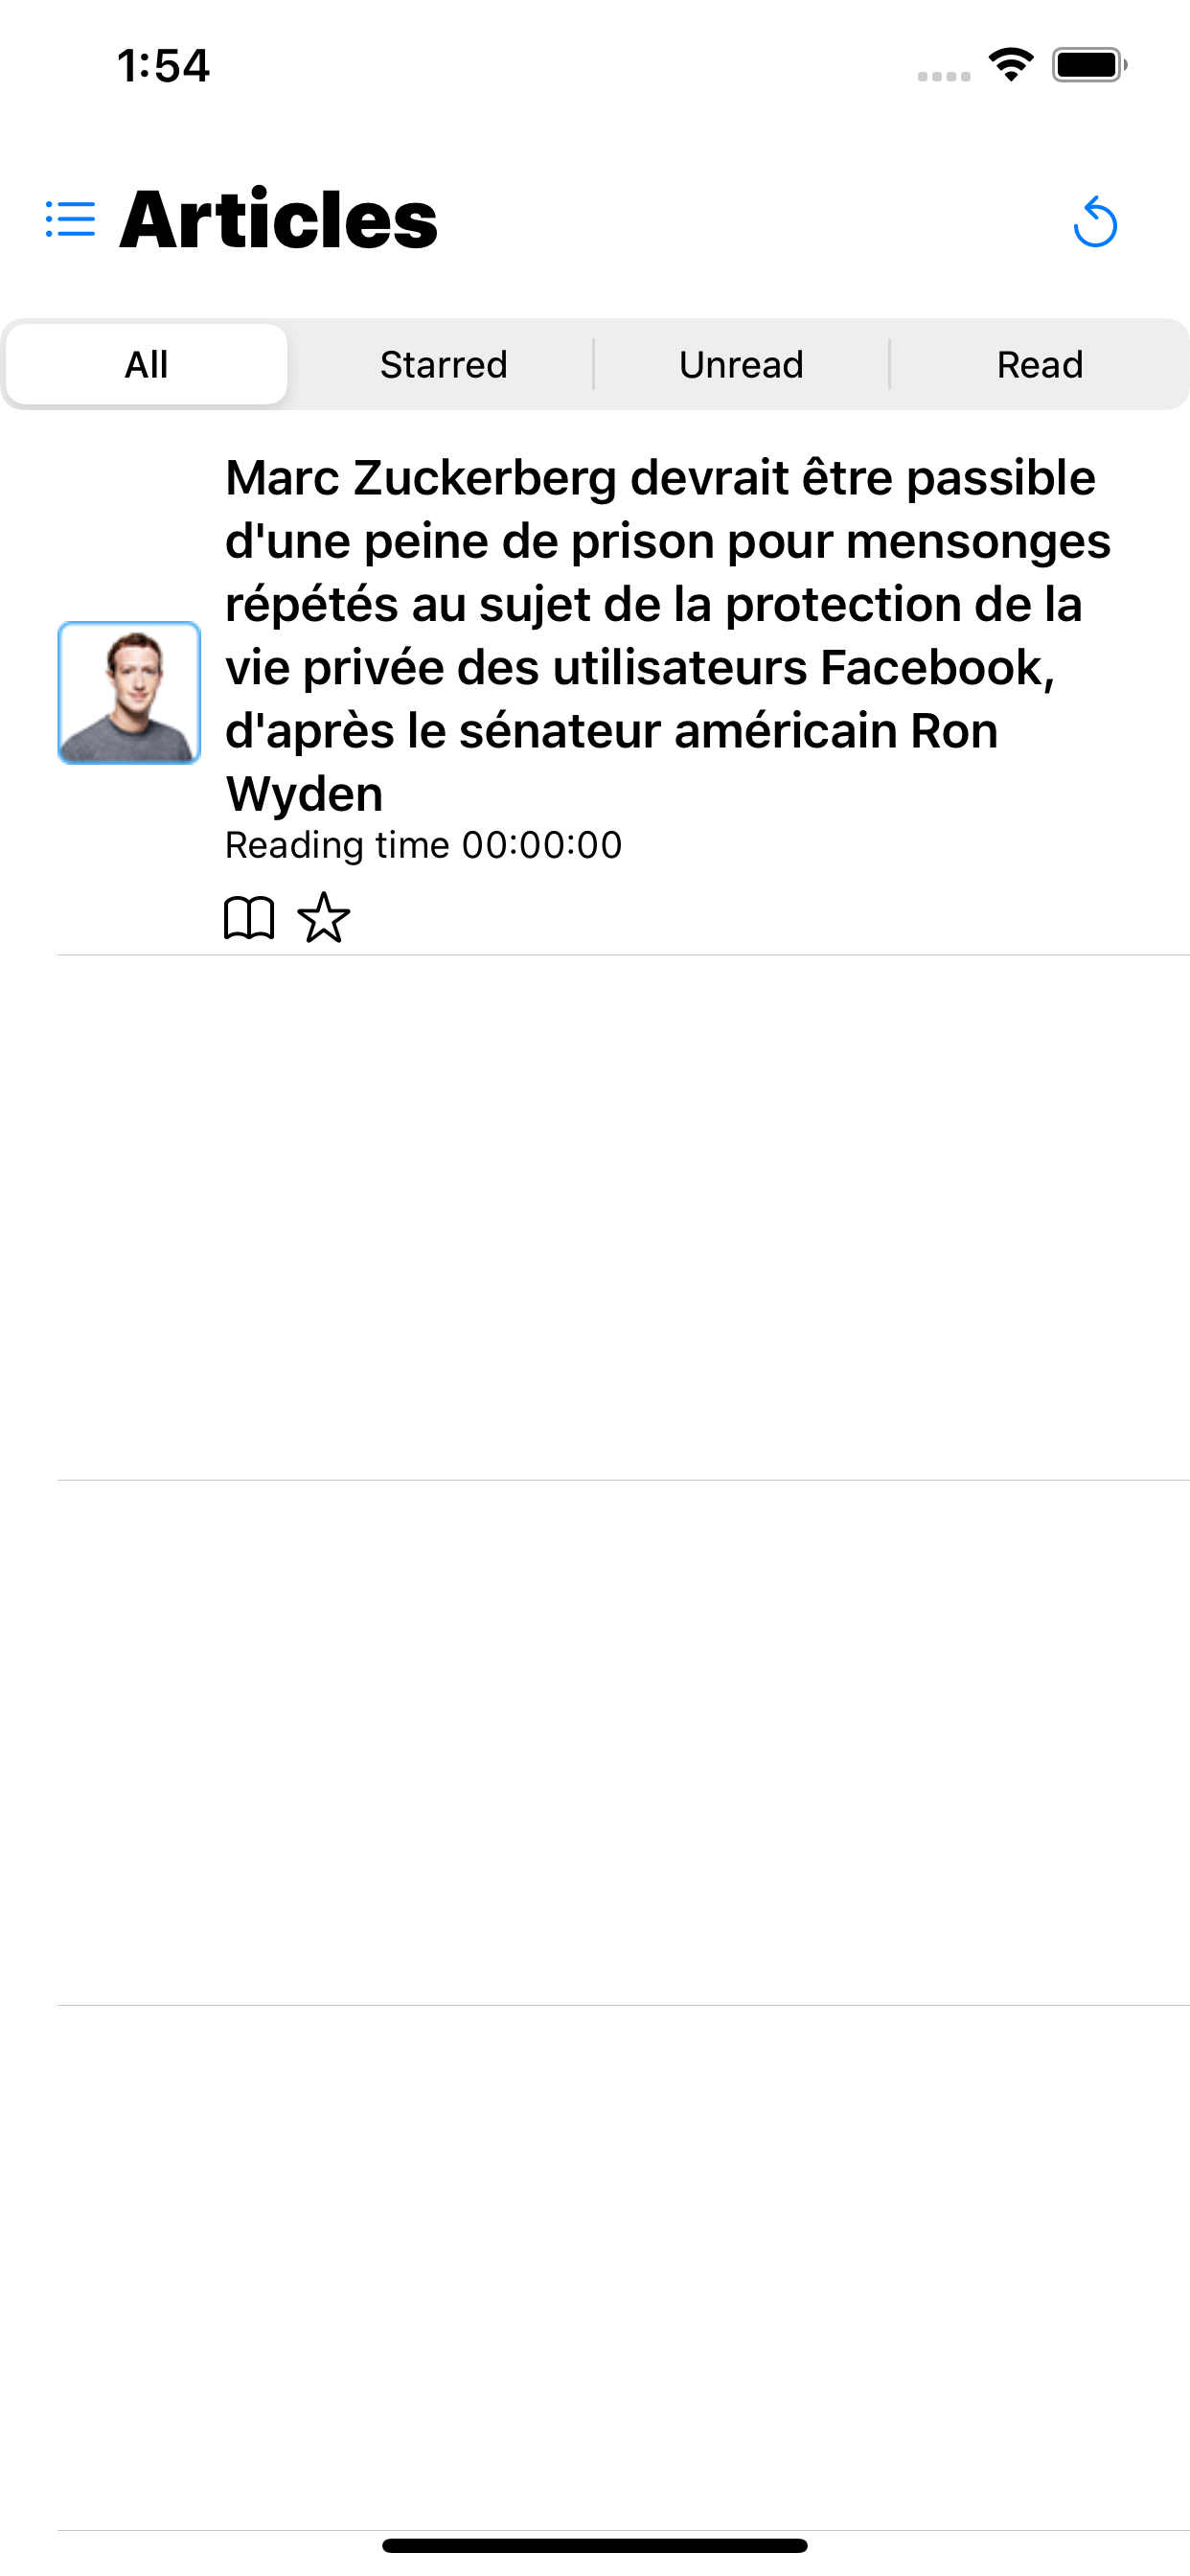 1:54
Articles
All
Starred
Unread
Read
Marc Zuckerberg devrait être passible
d'une peine de prison pour mensonges
répétés au sujet de la protection de la
vie privée des utilisateurs Facebook,
d'après le sénateur américain Ron
Wyden
Reading time 00:00:00